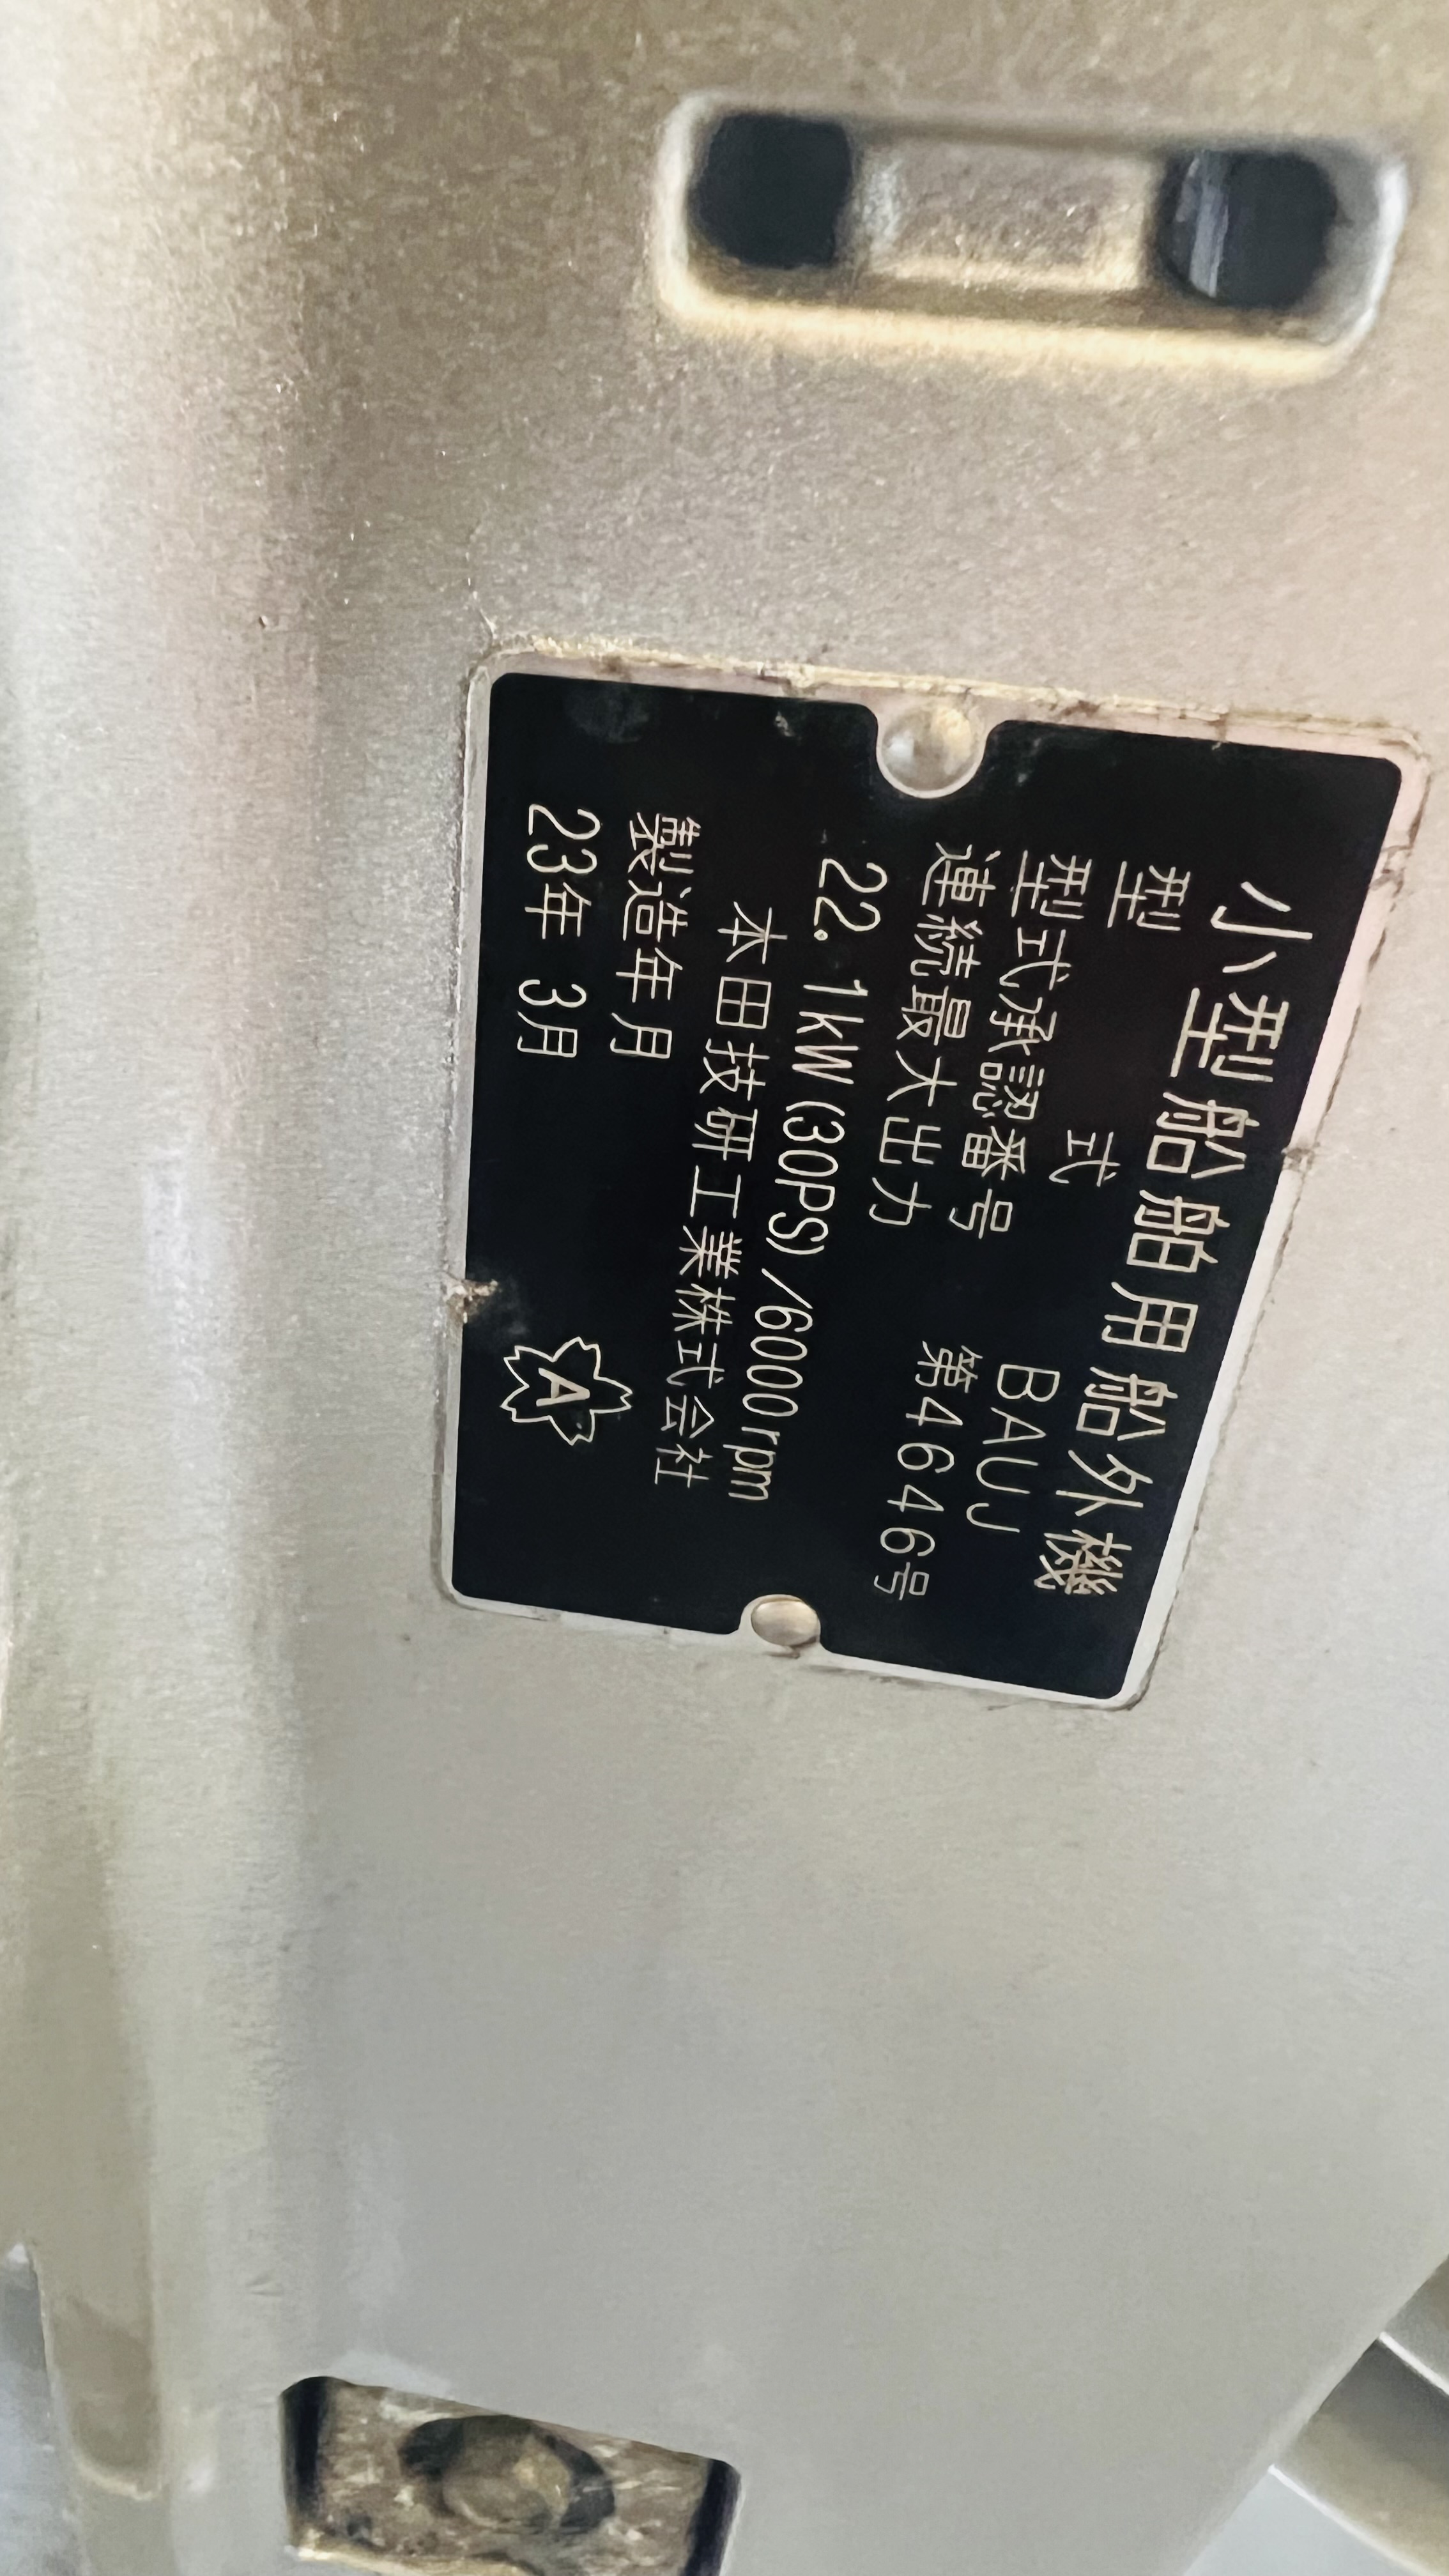 小型船舶用船外機
型式 BAUJ
型式承認番号 第4646号
連続最大出力
22.1kW(30PS)/6000rpm
本田技研工業株式会社
製造年月
23年 3月
A